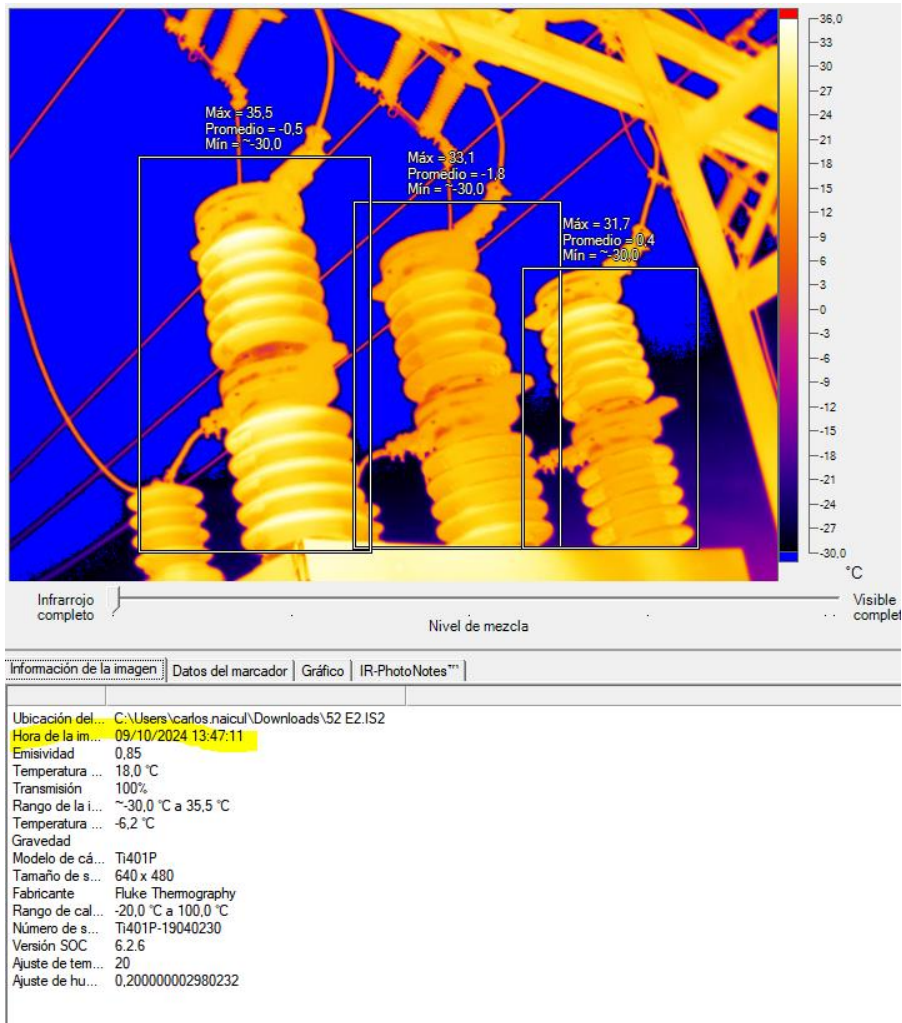 Máx = 35,5
Promedio = -0,5
Mín = ~-30,0
Máx = 33,1
Promedio = -1,8
Mín = ~-30,0
Máx = 31,7
Promedio = 0,4
Mín = ~-30,0
36,0
33
30
27
24
21
18
15
12
9
6
3
0
-3
-6
-9
-12
-15
-18
-21
-24
-27
-30,0
°C
Infrarrojo completo
Nivel de mezcla
Visible complet
Información de la imagen Datos del marcador Gráfico IR-PhotoNotes™
Ubicación del... C:\Users\carlos.naicul\Downloads\52 E2.IS2
Hora de la im... 09/10/2024 13:47:11
Emisividad 0,85
Temperatura ... 18,0 °C
Transmisión 100%
Rango de la i... ~-30,0 °C a 35,5 °C
Temperatura ... -6,2 °C
Gravedad
Modelo de cá... Ti401P
Tamaño de s... 640 x 480
Fabricante Fluke Thermography
Rango de cal... -20,0 °C a 100,0 °C
Número de s... Ti401P-19040230
Versión SOC 6.2.6
Ajuste de tem... 20
Ajuste de hu... 0,200000002980232